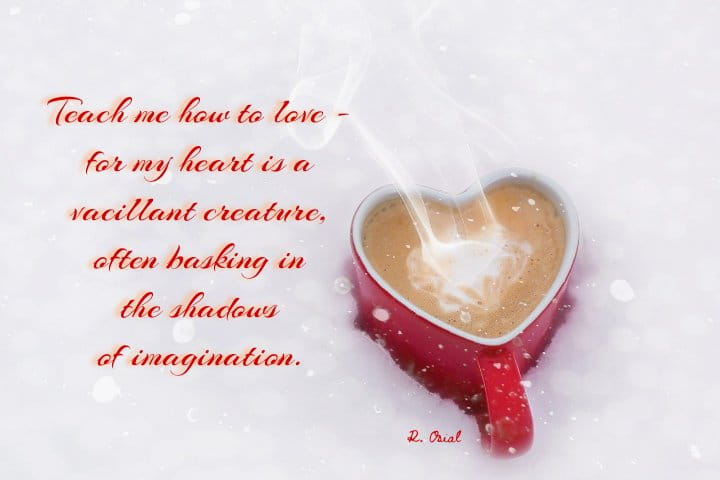 Teach me how to love -
for my heart is a
vacillant creature,
often basking in
the shadows
of imagination.
R. Osial